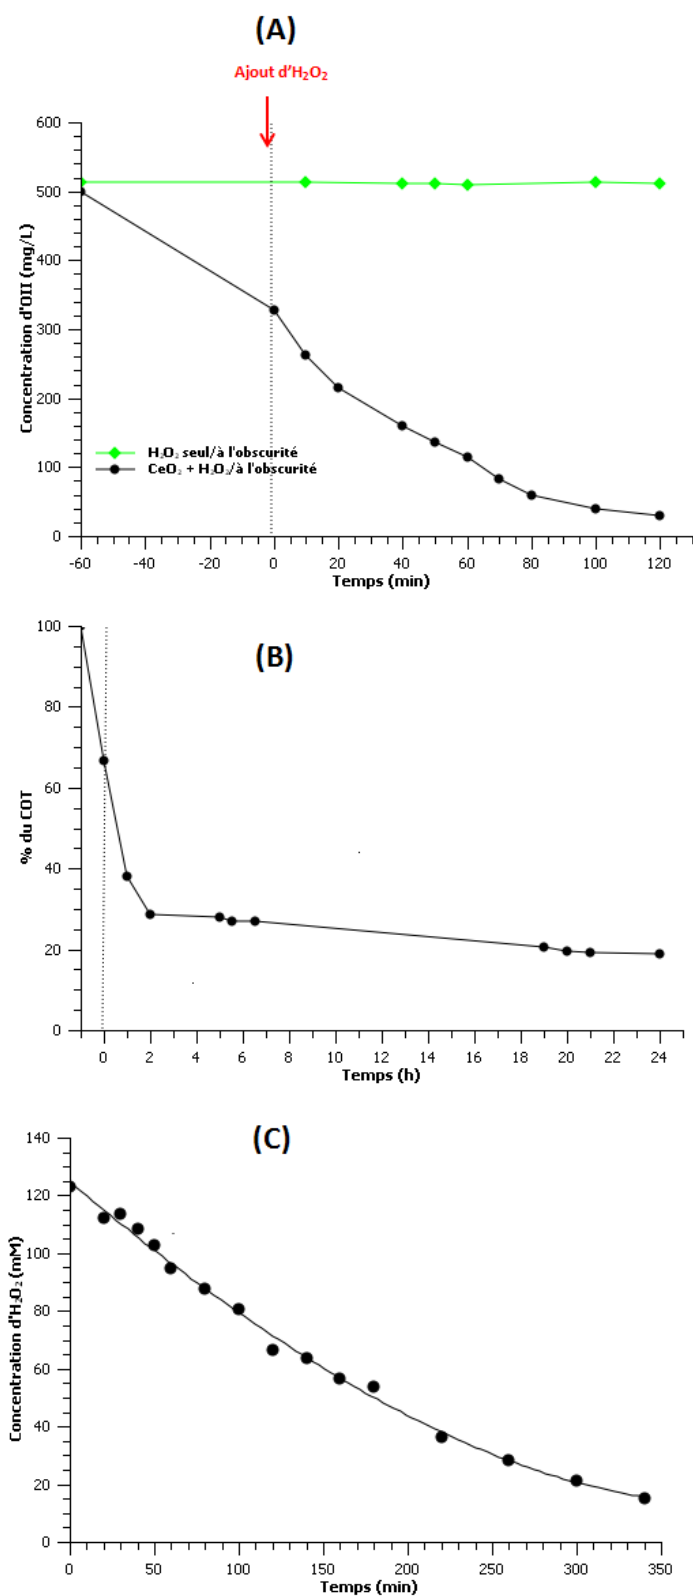 (A)
Ajout d'H₂O₂
600
500
400
300
200
100
0
Concentration d'OII (mg/L)
H₂O₂ seul/à l'obscurité
CeO₂ + H₂O₂/à l'obscurité
-60 -40 -20 0 20 40 60 80 100 120
Temps (min)
(B)
100
80
60
40
20
0
% du COT
0 2 4 6 8 10 12 14 16 18 20 22 24
Temps (h)
(C)
140
120
100
80
60
40
20
0
Concentration d'H₂O₂ (mM)
0 50 100 150 200 250 300 350
Temps (min)